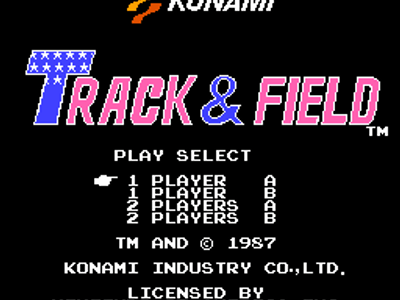 KONAMI
TRACK & FIELD
TM
PLAY SELECT
1 PLAYER A
1 PLAYER B
2 PLAYERS A
2 PLAYERS B
TM AND © 1987
KONAMI INDUSTRY CO.,LTD.
LICENSED BY